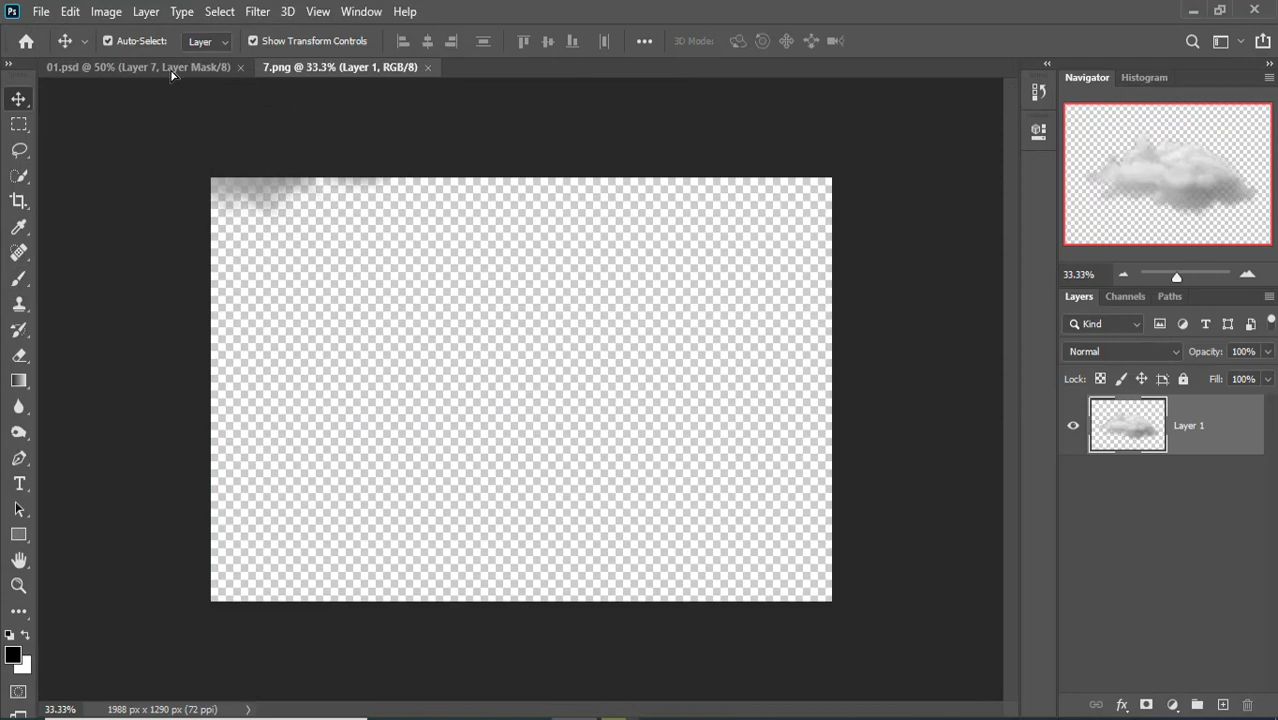 Ps File Edit Image Layer Type Select Filter 3D View Window Help
Auto-Select: Layer Show Transform Controls 3D Mode:
01.psd @ 50% (Layer 7, Layer Mask/8) × 7.png @ 33.3% (Layer 1, RGB/8) ×
Navigator Histogram
33.33%
Layers Channels Paths
Kind
Normal Opacity: 100%
Lock: Fill: 100%
Layer 1
33.33% 1988 px x 1290 px (72 ppi)